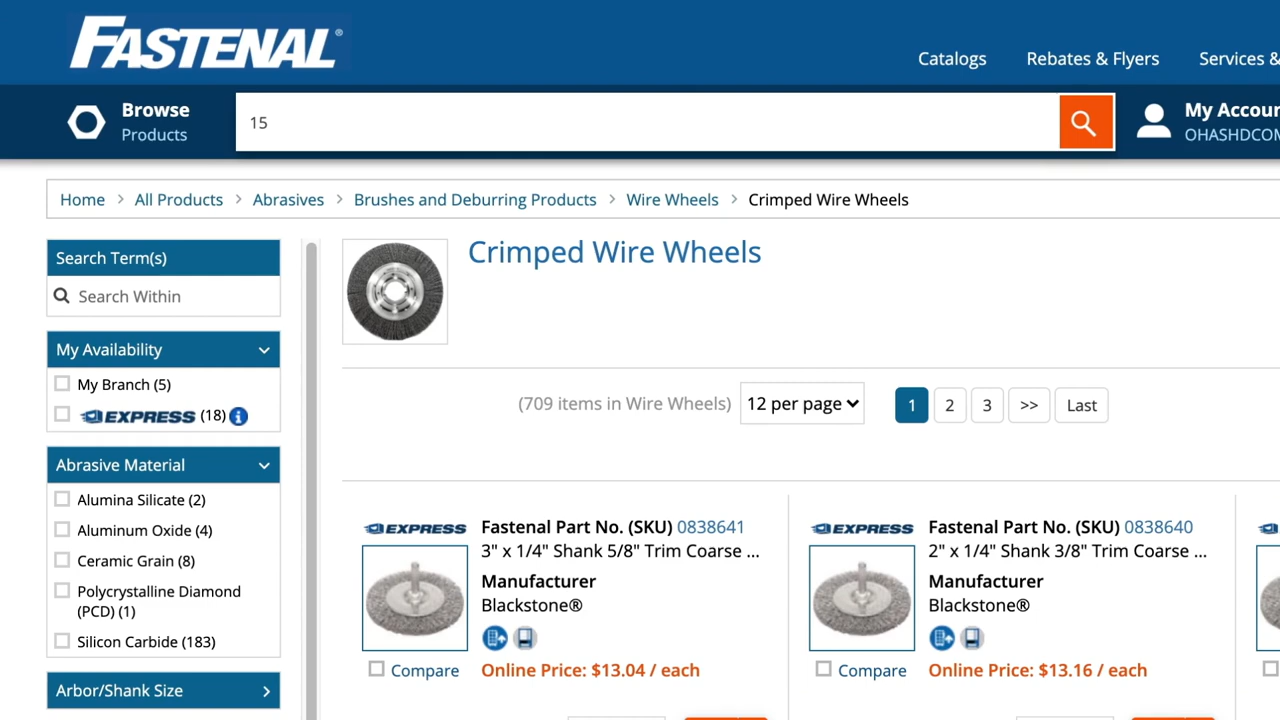 FASTENAL®
Catalogs
Rebates & Flyers
Services &
Browse
Products
15
My Accoun
OHASHDCOM
Home > All Products > Abrasives > Brushes and Deburring Products > Wire Wheels > Crimped Wire Wheels
Search Term(s)
Search Within
My Availability
My Branch (5)
EXPRESS (18)
Abrasive Material
Alumina Silicate (2)
Aluminum Oxide (4)
Ceramic Grain (8)
Polycrystalline Diamond
(PCD) (1)
Silicon Carbide (183)
Arbor/Shank Size
Crimped Wire Wheels
(709 items in Wire Wheels)
12 per page
1
2
3
>>
Last
EXPRESS
Fastenal Part No. (SKU) 0838641
3" x 1/4" Shank 5/8" Trim Coarse ...
Manufacturer
Blackstone®
Compare
Online Price: $13.04 / each
EXPRESS
Fastenal Part No. (SKU) 0838640
2" x 1/4" Shank 3/8" Trim Coarse ...
Manufacturer
Blackstone®
Compare
Online Price: $13.16 / each